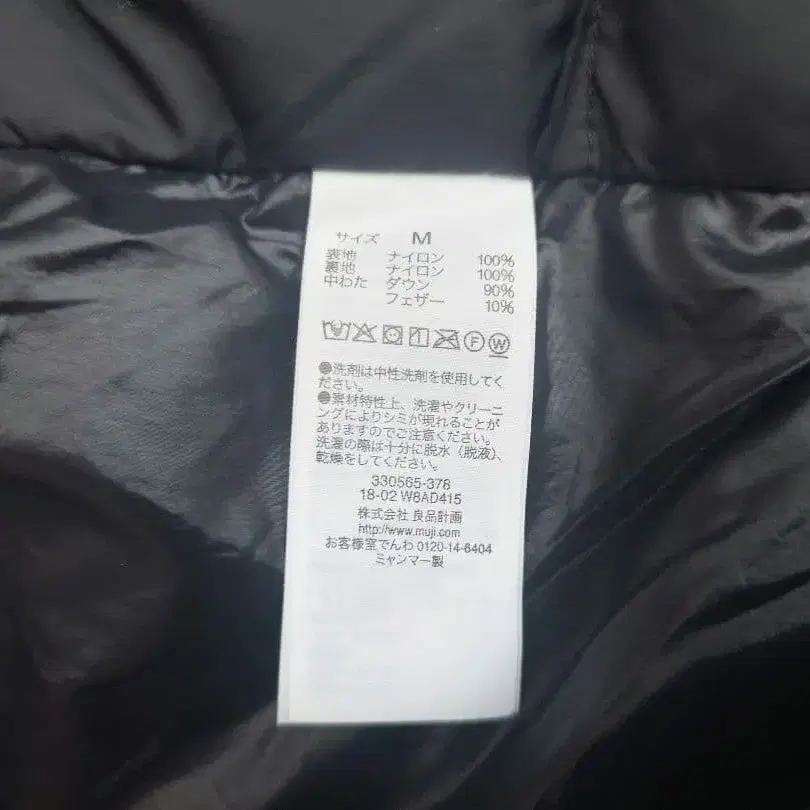 サイズ M
表地 ナイロン 100%
裏地 ナイロン 100%
中わた ダウン 90%
フェザー 10%
F W
●洗剤は中性洗剤を使用してく
ださい。
●素材特性上、洗濯やクリーニ
ングによりシミが現れることが
ありますのでご注意ください。
洗濯の際は十分に脱水（脱液）、
乾燥をしてください。
330565-378
18-02 W8AD415
株式会社 良品計画
http://www.muji.com
お客様室でんわ 0120-14-6404
ミャンマー製